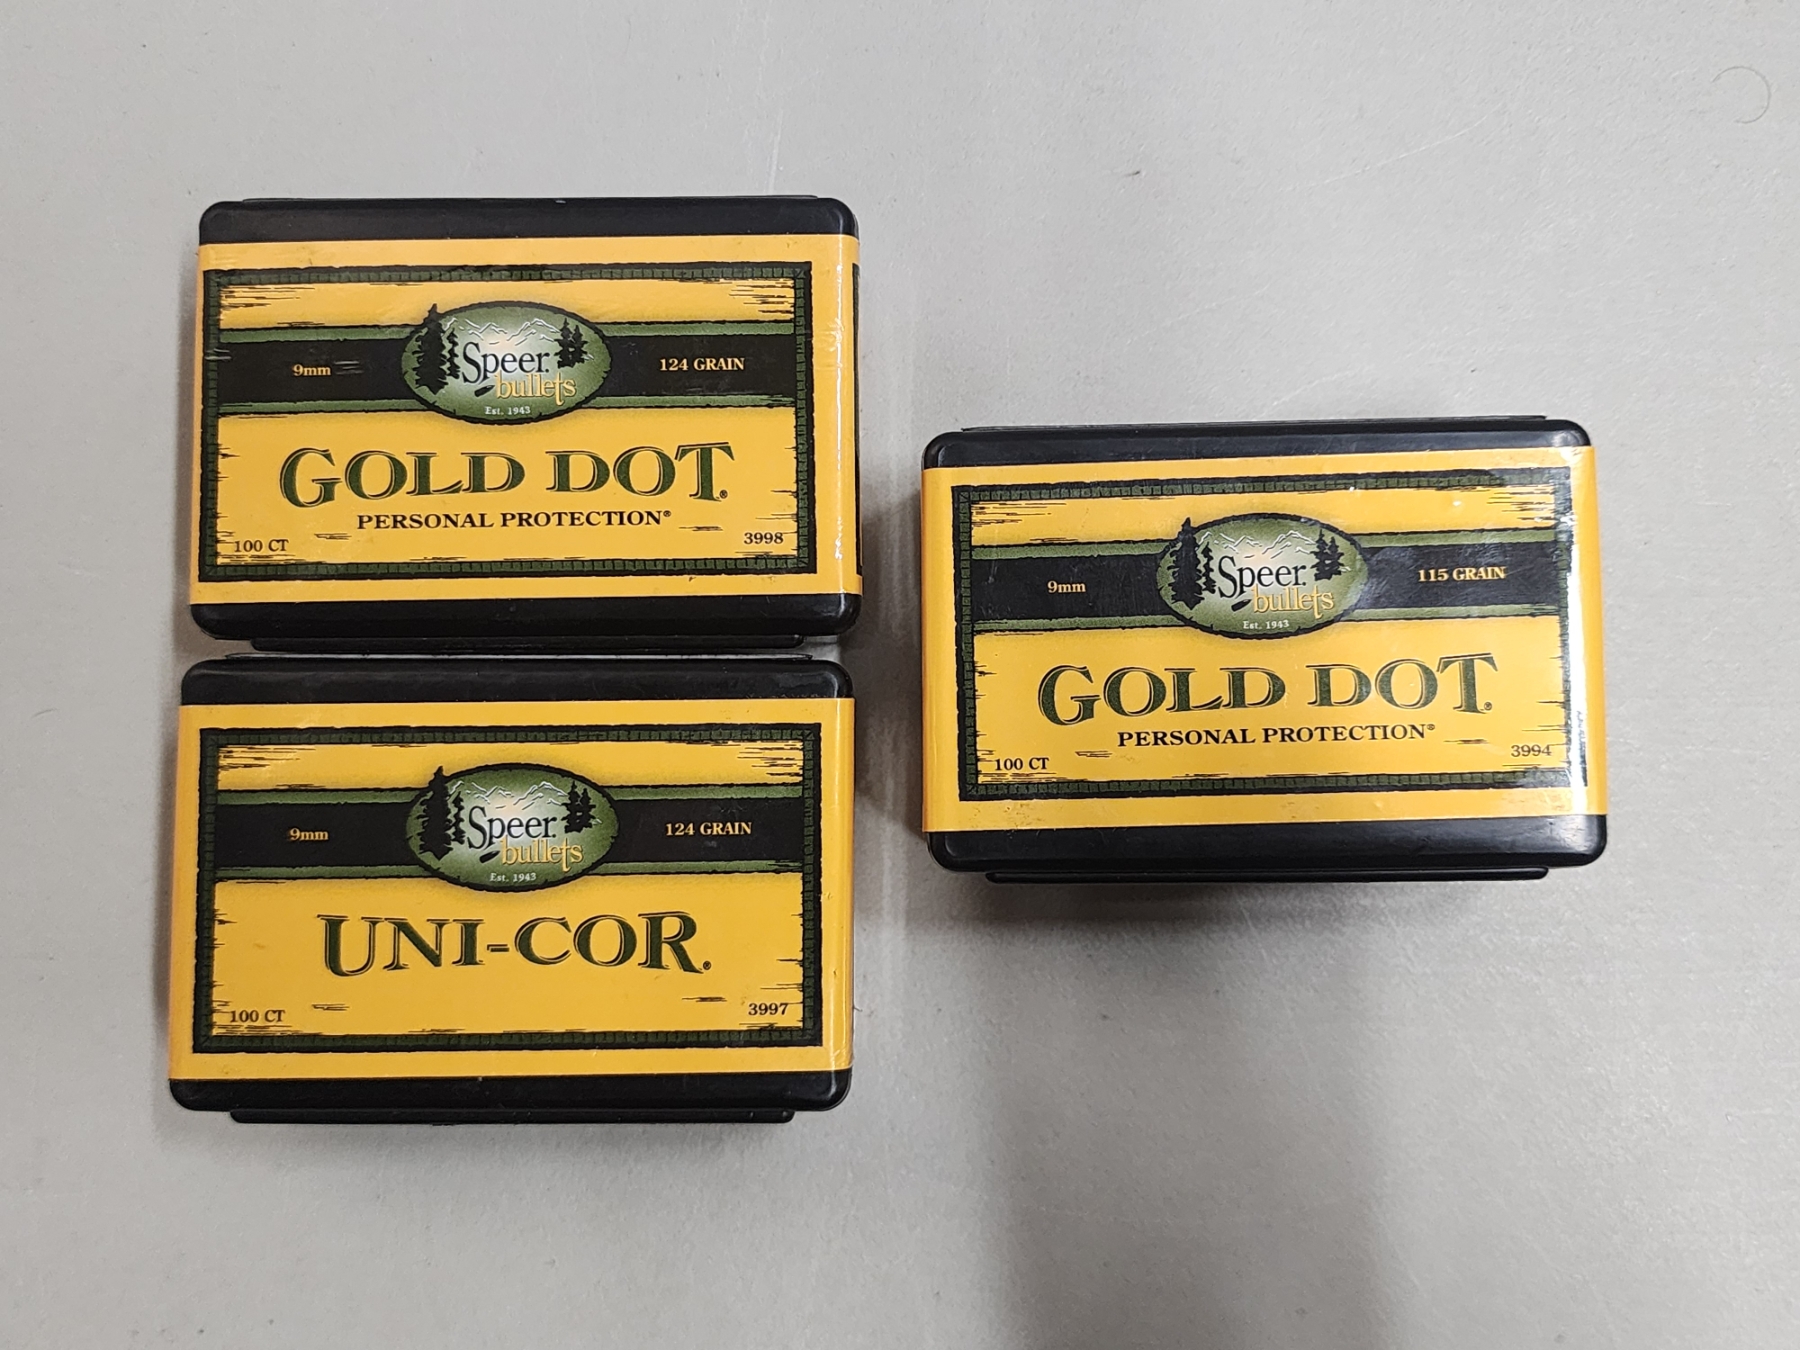 9mm
Speer
bullets
Est. 1943
124 GRAIN
GOLD DOT®
PERSONAL PROTECTION®
100 CT
3998
9mm
Speer
bullets
Est. 1943
124 GRAIN
UNI-COR®
100 CT
3997
9mm
Speer
bullets
Est. 1943
115 GRAIN
GOLD DOT®
PERSONAL PROTECTION®
100 CT
3994